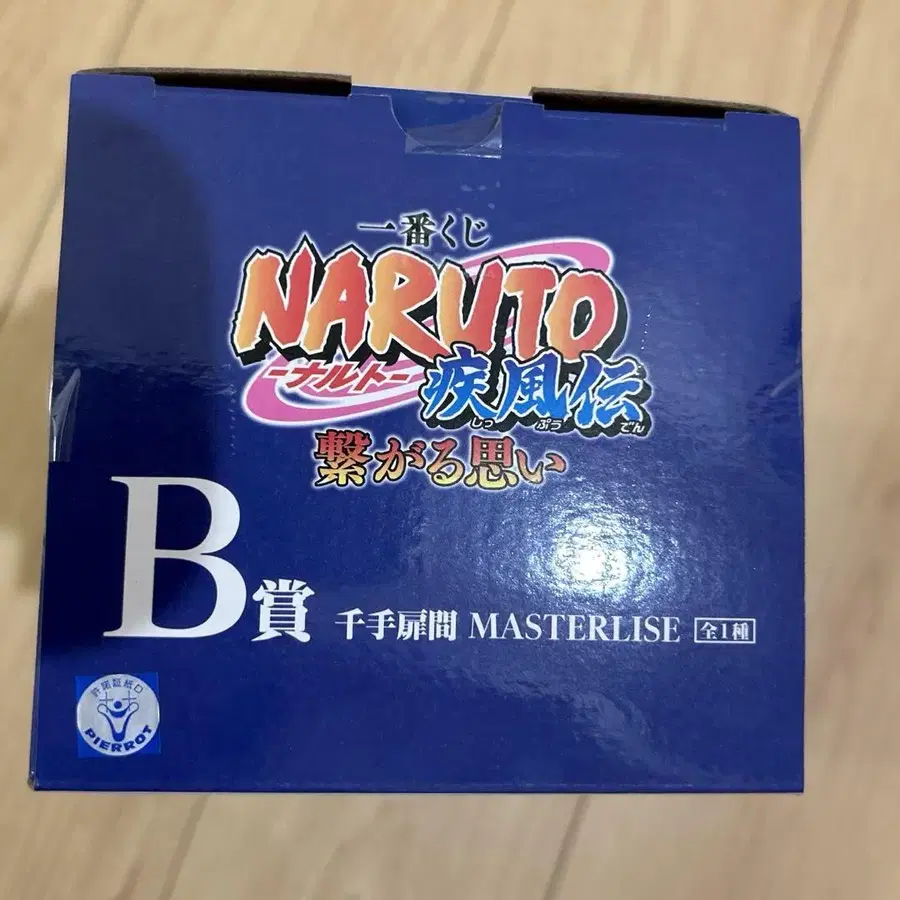 一番くじ
NARUTO
-ナルト-
疾風伝
しっ ぷう でん
繋がる思い
B賞 千手扉間 MASTERLISE 全1種
許諾証紙
PIERROT